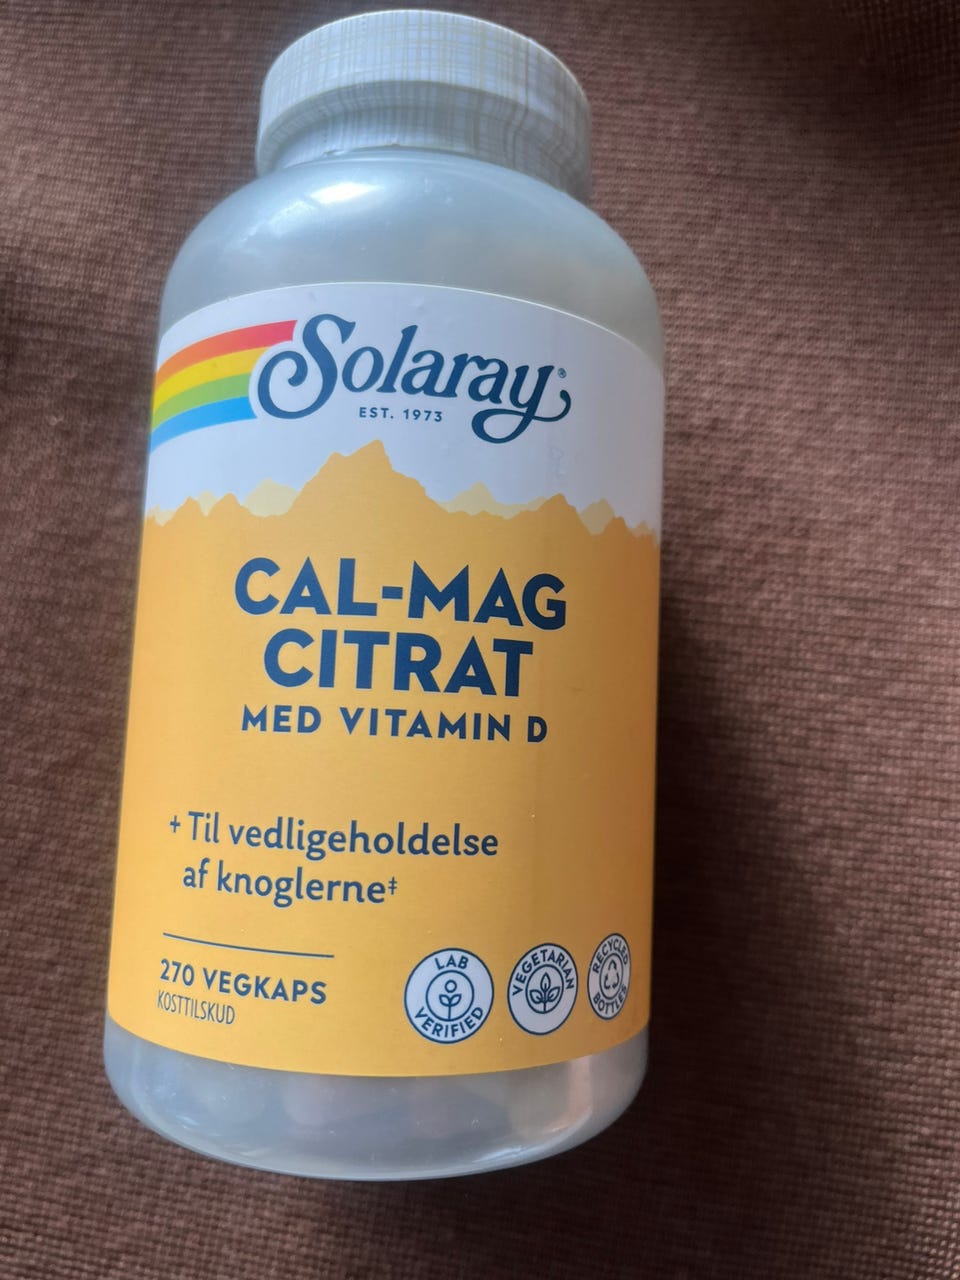 Solaray®
EST. 1973
CAL-MAG
CITRAT
MED VITAMIN D
+ Til vedligeholdelse
af knoglerne‡
270 VEGKAPS
KOSTTILSKUD
LAB
VERIFIED
VEGETARIAN
RECYCLED
BOTTLES